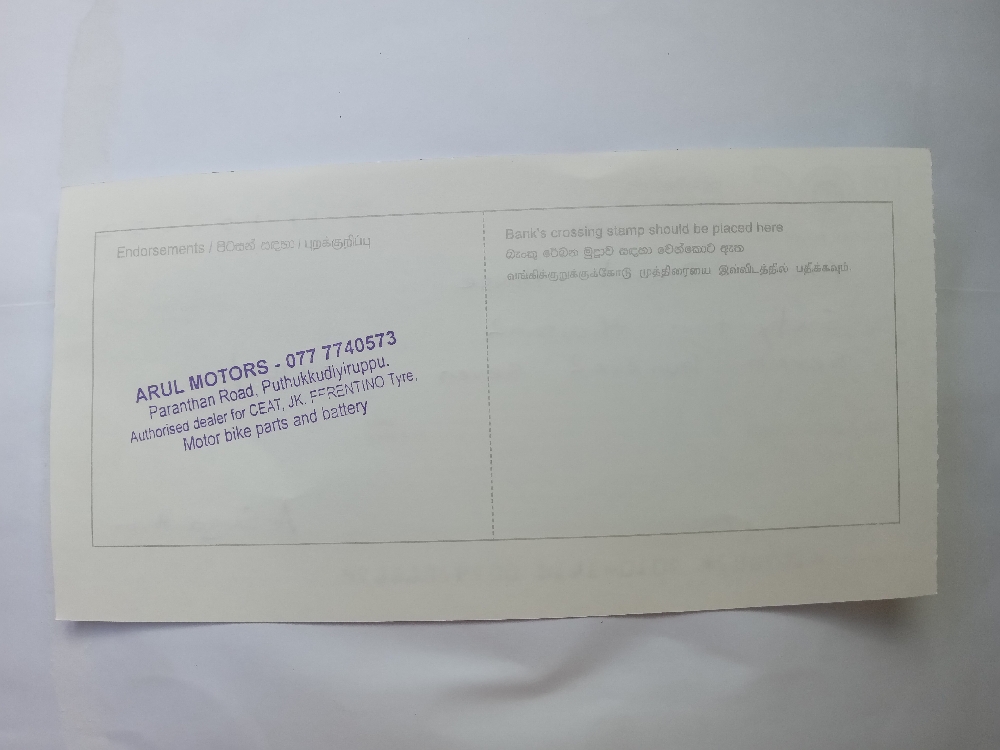 Endorsements / පිටසන් සඳහා / புறக்குறிப்பு
Bank's crossing stamp should be placed here
බැංකු රේඛන මුද්‍රාව සඳහා වෙන්කොට ඇත
வங்கிக்குறுக்குக்கோடு முத்திரையை இவ்விடத்தில் பதிக்கவும்
ARUL MOTORS - 077 7740573
Paranthan Road, Puthukkudiyiruppu.
Authorised dealer for CEAT, JK, FERENTINO Tyre,
Motor bike parts and battery